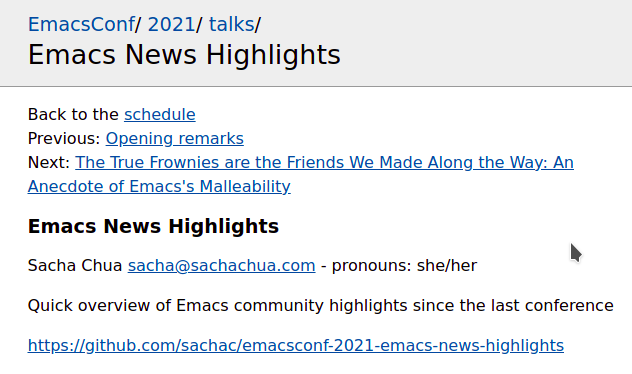 EmacsConf/ 2021/ talks/
Emacs News Highlights
Back to the schedule
Previous: Opening remarks
Next: The True Frownies are the Friends We Made Along the Way: An
Anecdote of Emacs's Malleability
Emacs News Highlights
Sacha Chua sacha@sachachua.com - pronouns: she/her
Quick overview of Emacs community highlights since the last conference
https://github.com/sachac/emacsconf-2021-emacs-news-highlights